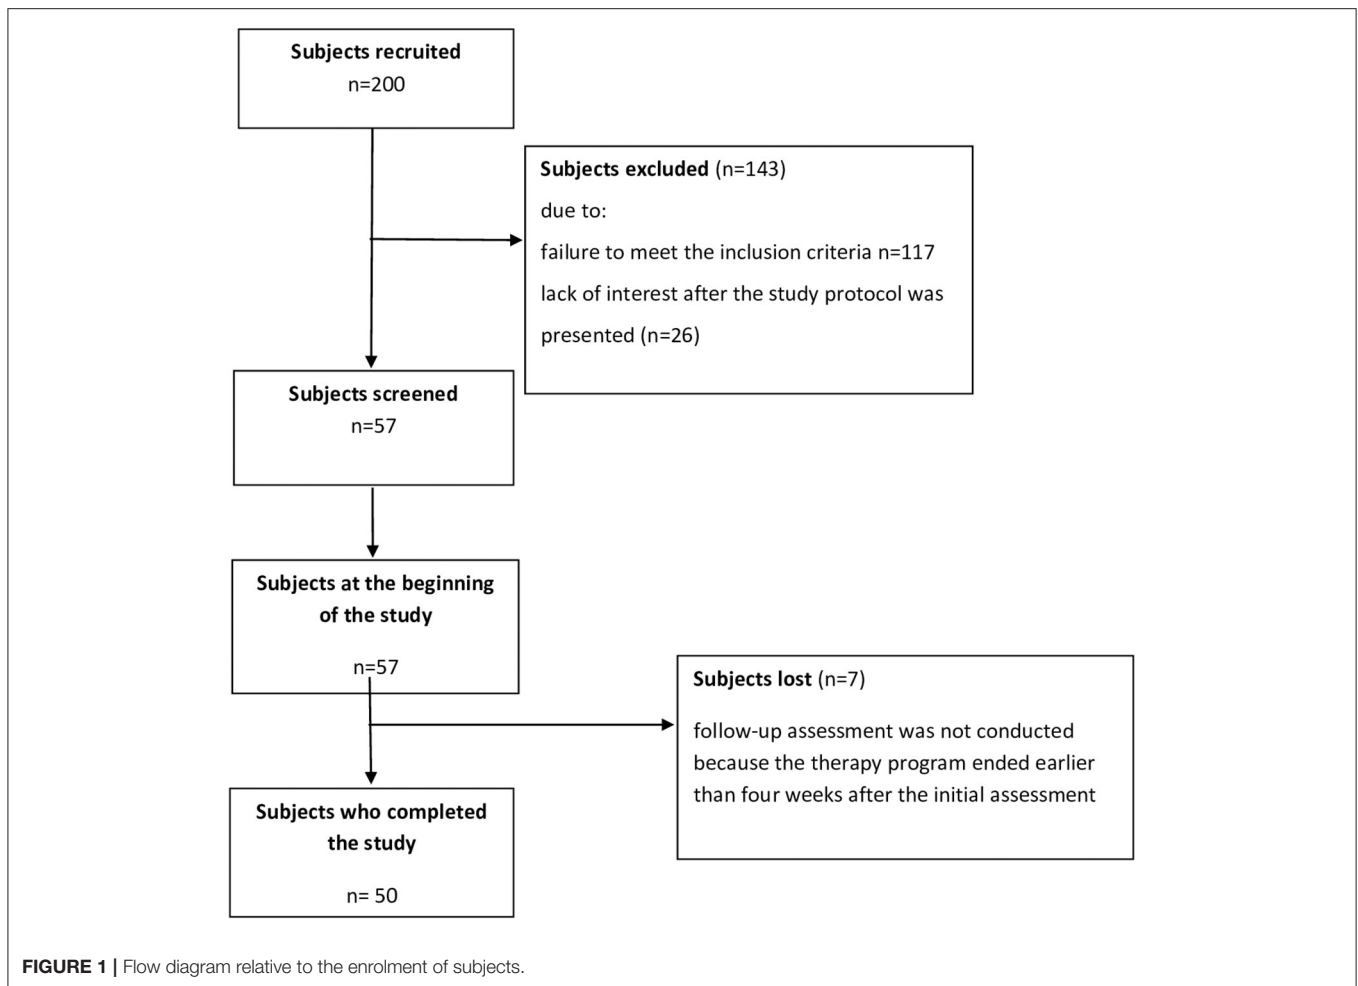 Subjects recruited
n=200
Subjects excluded (n=143)
due to:
failure to meet the inclusion criteria n=117
lack of interest after the study protocol was
presented (n=26)
Subjects screened
n=57
Subjects at the beginning
of the study
n=57
Subjects lost (n=7)
follow-up assessment was not conducted
because the therapy program ended earlier
than four weeks after the initial assessment
Subjects who completed
the study
n= 50
FIGURE 1 | Flow diagram relative to the enrolment of subjects.